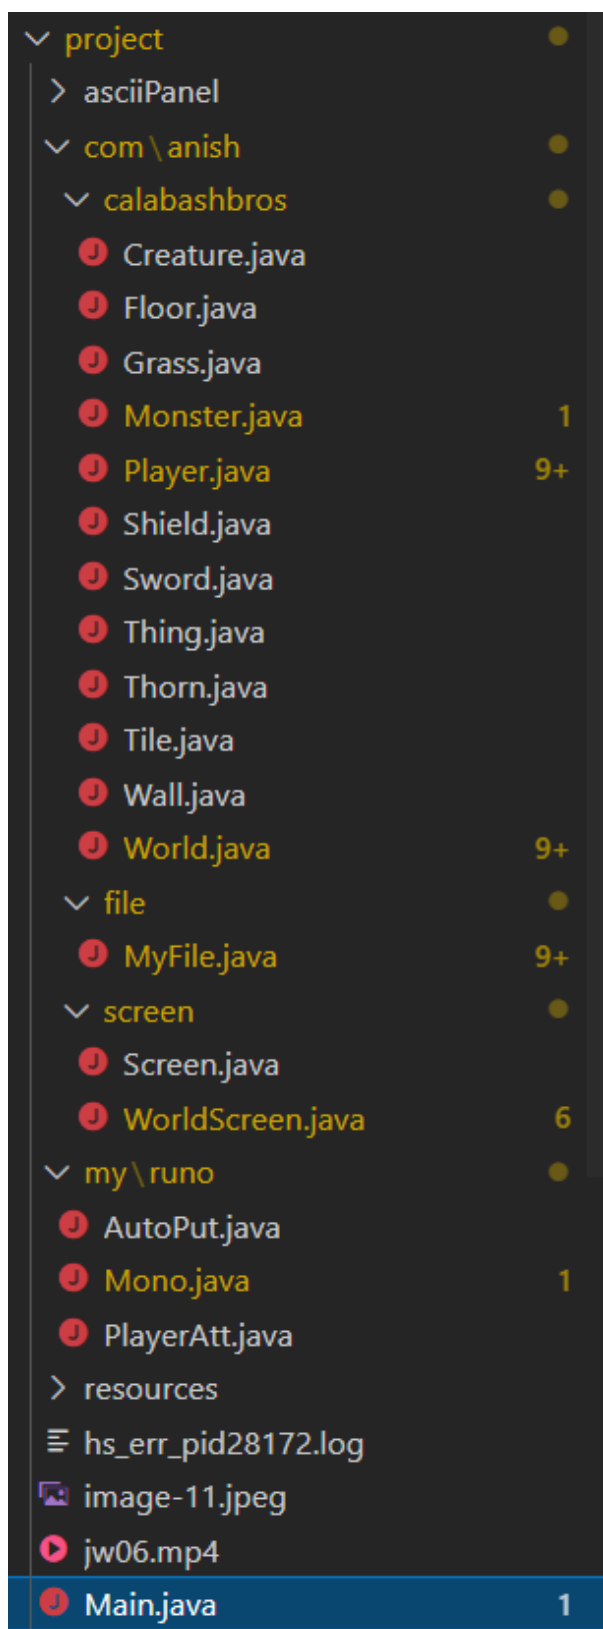 project
asciiPanel
com\anish
calabashbros
Creature.java
Floor.java
Grass.java
Monster.java 1
Player.java 9+
Shield.java
Sword.java
Thing.java
Thorn.java
Tile.java
Wall.java
World.java 9+
file
MyFile.java 9+
screen
Screen.java
WorldScreen.java 6
my\runo
AutoPut.java
Mono.java 1
PlayerAtt.java
resources
hs_err_pid28172.log
image-11.jpeg
jw06.mp4
Main.java 1